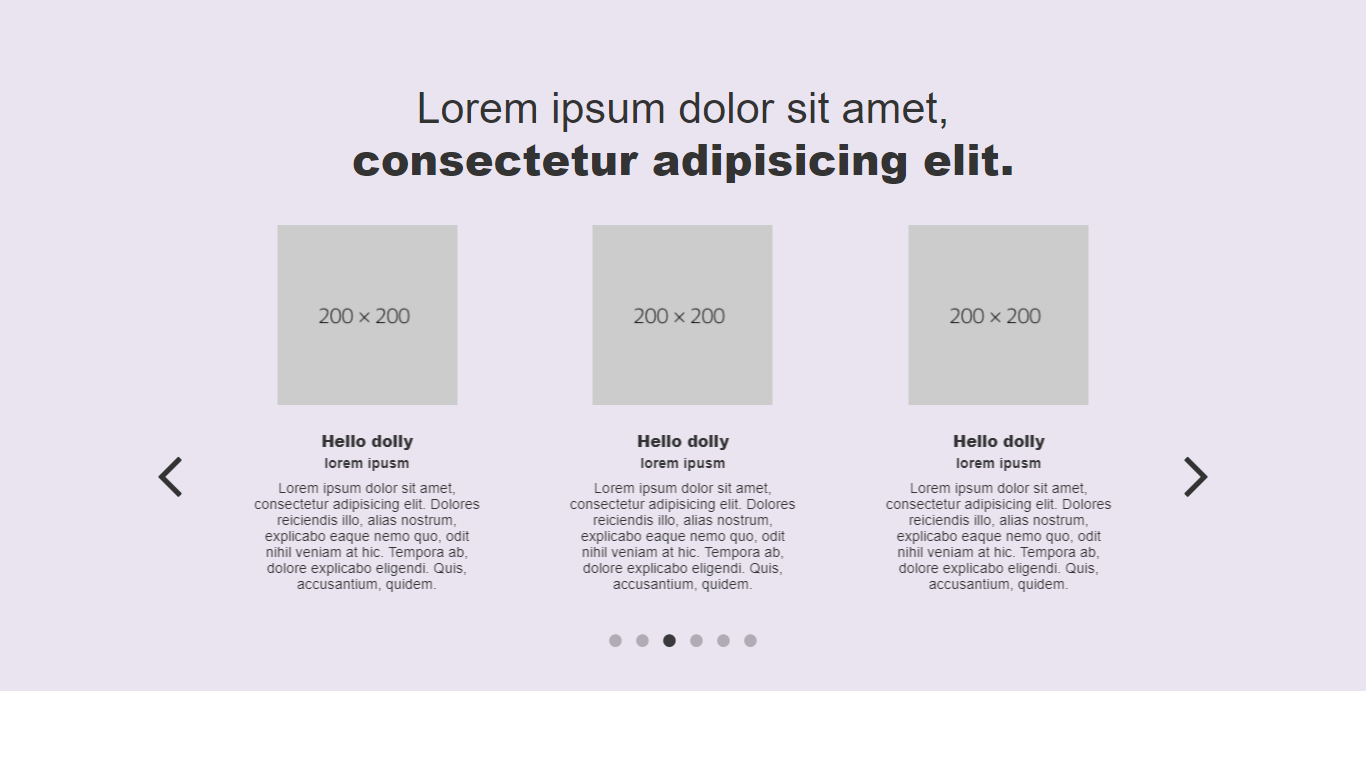 Lorem ipsum dolor sit amet,
consectetur adipisicing elit.
200 × 200
200 × 200
200 × 200
Hello dolly
lorem ipusm
Lorem ipsum dolor sit amet,
consectetur adipisicing elit. Dolores
reiciendis illo, alias nostrum,
explicabo eaque nemo quo, odit
nihil veniam at hic. Tempora ab,
dolore explicabo eligendi. Quis,
accusantium, quidem.
Hello dolly
lorem ipusm
Lorem ipsum dolor sit amet,
consectetur adipisicing elit. Dolores
reiciendis illo, alias nostrum,
explicabo eaque nemo quo, odit
nihil veniam at hic. Tempora ab,
dolore explicabo eligendi. Quis,
accusantium, quidem.
Hello dolly
lorem ipusm
Lorem ipsum dolor sit amet,
consectetur adipisicing elit. Dolores
reiciendis illo, alias nostrum,
explicabo eaque nemo quo, odit
nihil veniam at hic. Tempora ab,
dolore explicabo eligendi. Quis,
accusantium, quidem.